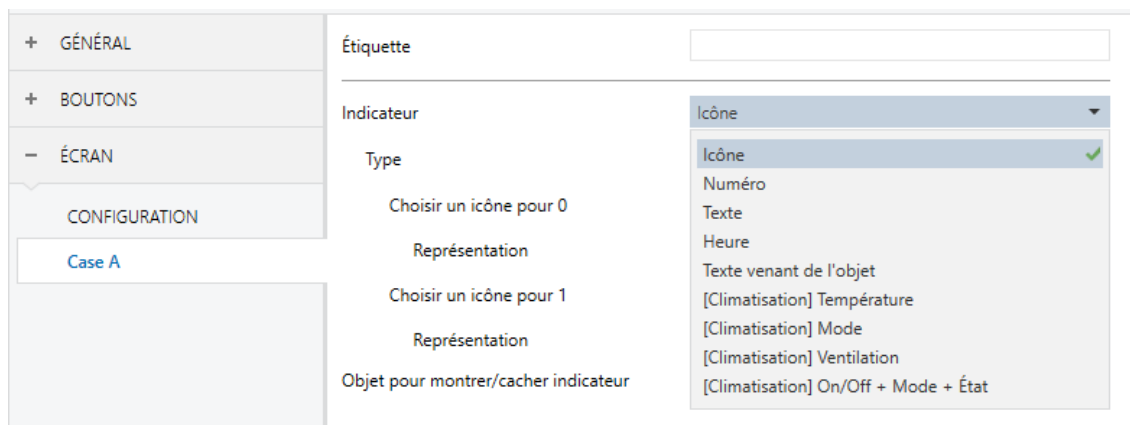 + GÉNÉRAL
+ BOUTONS
− ÉCRAN
CONFIGURATION
Case A
Étiquette
Indicateur
Icône
Type
Choisir un icône pour 0
Représentation
Choisir un icône pour 1
Représentation
Objet pour montrer/cacher indicateur
Icône
Numéro
Texte
Heure
Texte venant de l'objet
[Climatisation] Température
[Climatisation] Mode
[Climatisation] Ventilation
[Climatisation] On/Off + Mode + État